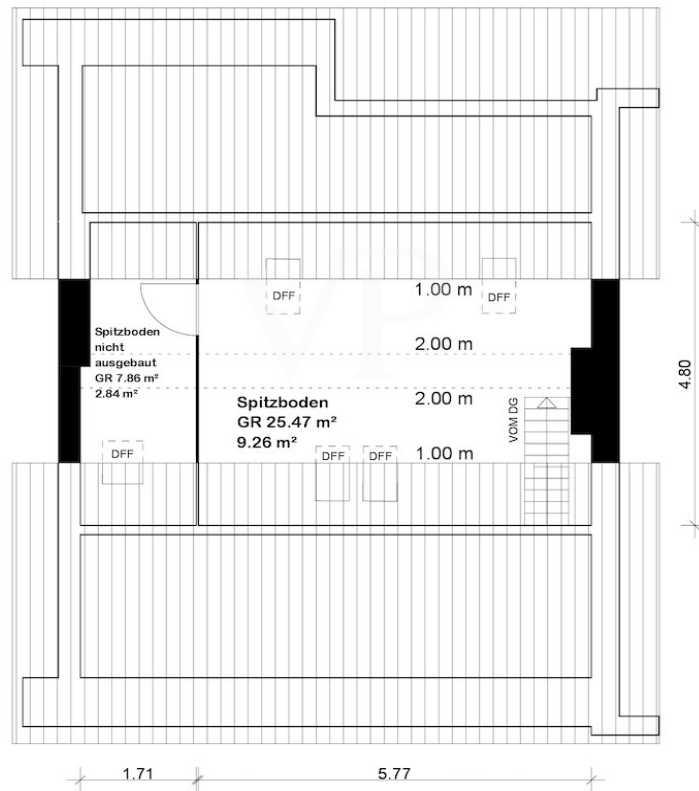 DFF
DFF
1.00 m
Spitzboden
nicht
ausgebaut
GR 7.86 m²
2.84 m²
2.00 m
2.00 m
Spitzboden
GR 25.47 m²
9.26 m²
VOM DG
DFF
DFF
DFF
1.00 m
4.80
1.71
5.77
VP